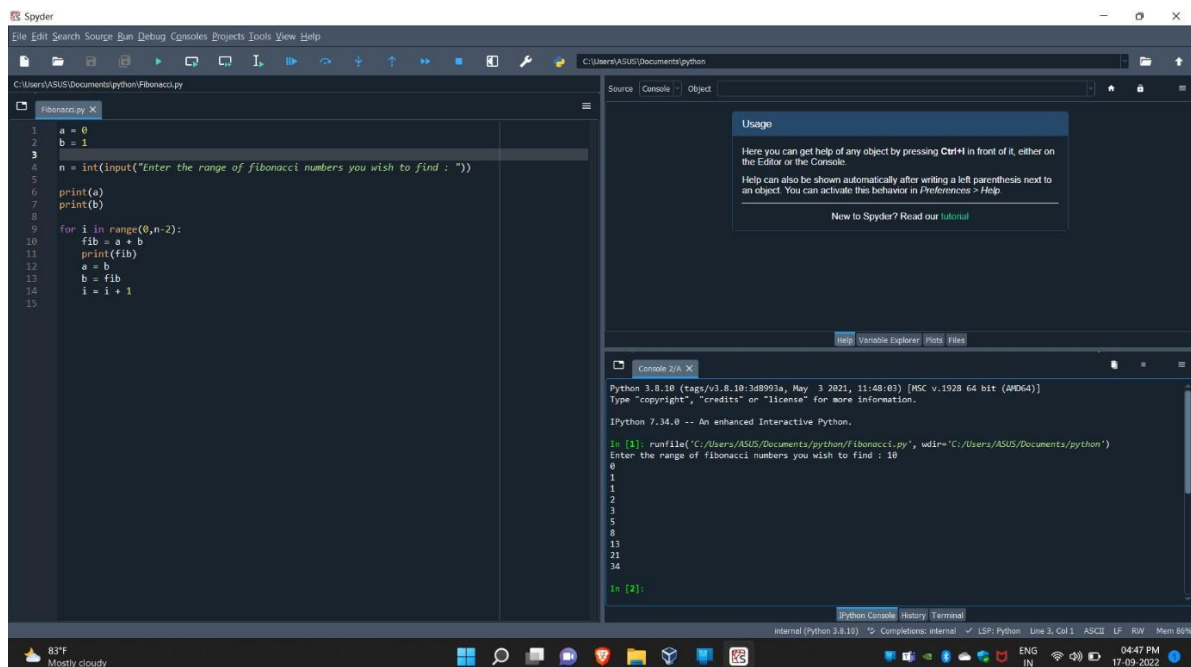 Spyder
File Edit Search Source Run Debug Consoles Projects Tools View Help
C:\Users\ASUS\Documents\python
C:\Users\ASUS\Documents\python\Fibonacci.py
Fibonacci.py X
1 a = 0
2 b = 1
3
4 n = int(input("Enter the range of fibonacci numbers you wish to find : "))
5
6 print(a)
7 print(b)
8
9 for i in range(0,n-2):
10 fib = a + b
11 print(fib)
12 a = b
13 b = fib
14 i = i + 1
15
Source Console Object
Usage
Here you can get help of any object by pressing Ctrl+I in front of it, either on
the Editor or the Console.
Help can also be shown automatically after writing a left parenthesis next to
an object. You can activate this behavior in Preferences > Help.
New to Spyder? Read our tutorial
Help Variable Explorer Plots Files
Console 2/A X
Python 3.8.10 (tags/v3.8.10:3d8993a, May 3 2021, 11:48:03) [MSC v.1928 64 bit (AMD64)]
Type "copyright", "credits" or "license" for more information.
IPython 7.34.0 -- An enhanced Interactive Python.
In [1]: runfile('C:/Users/ASUS/Documents/python/Fibonacci.py', wdir='C:/Users/ASUS/Documents/python')
Enter the range of fibonacci numbers you wish to find : 10
0
1
1
2
3
5
8
13
21
34
In [2]:
IPython Console History Terminal
internal (Python 3.8.10) Completions: internal LSP: Python Line 3, Col 1 ASCII LF RW Mem 86%
83°F
Mostly cloudy
ENG
IN
04:47 PM
17-09-2022